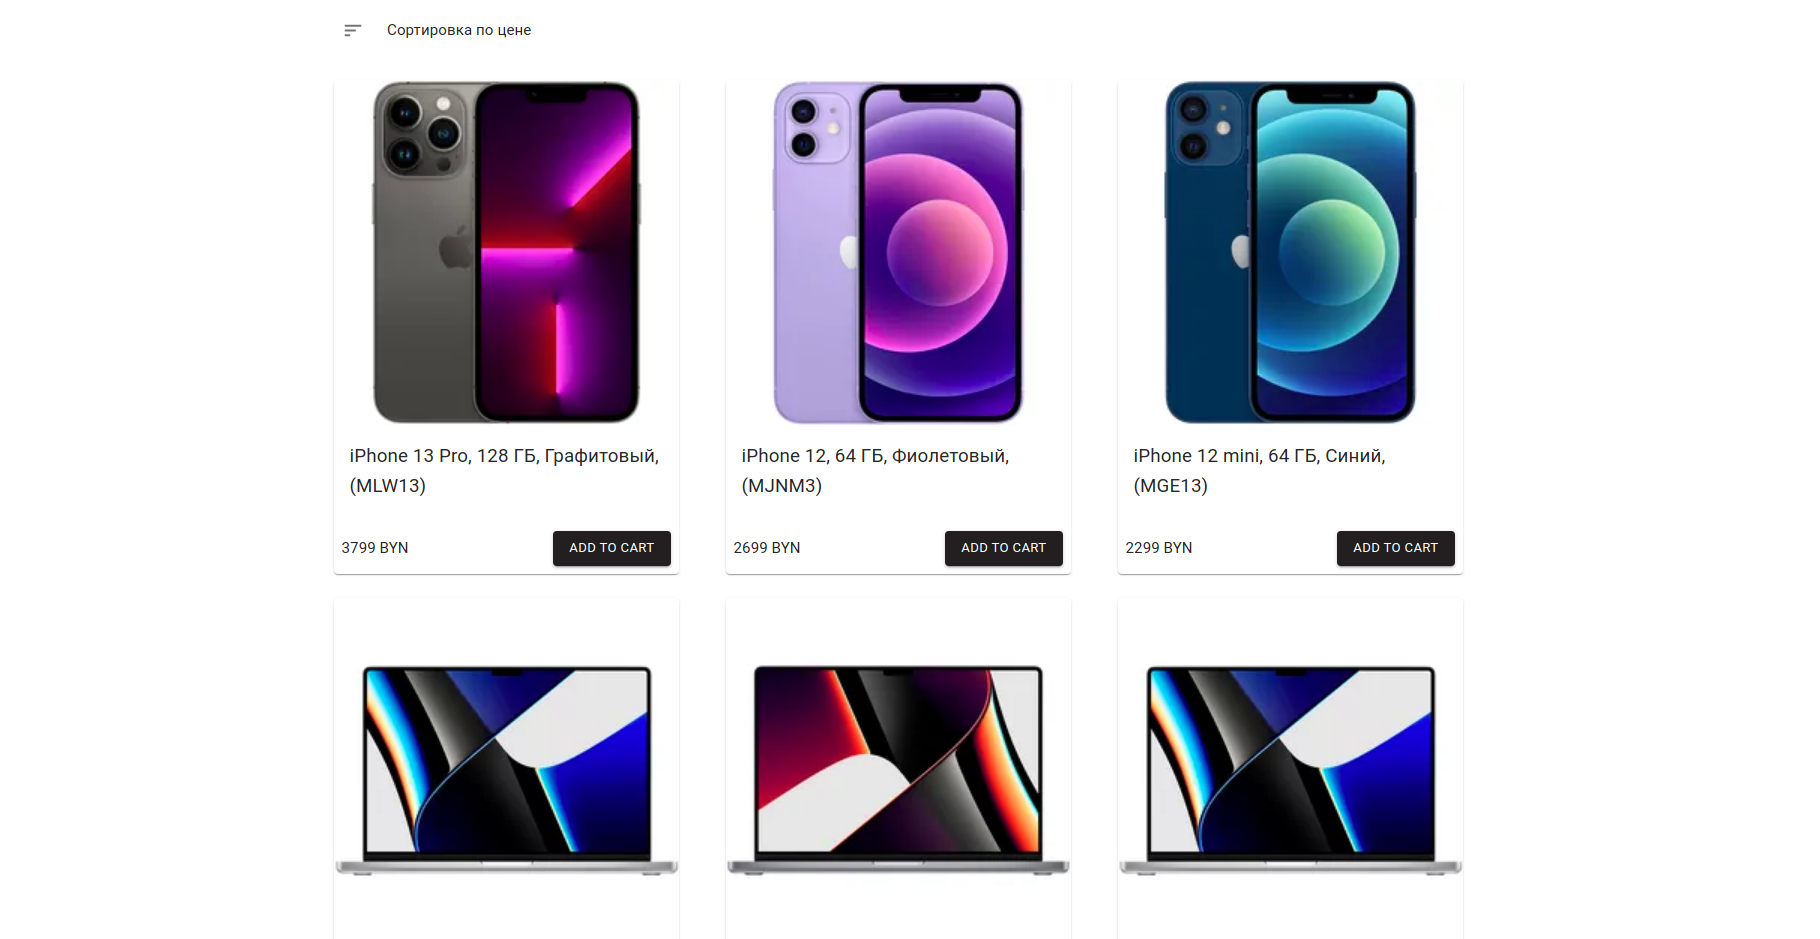 Сортировка по цене
iPhone 13 Pro, 128 ГБ, Графитовый,
(MLW13)
3799 BYN
ADD TO CART
iPhone 12, 64 ГБ, Фиолетовый,
(MJNM3)
2699 BYN
ADD TO CART
iPhone 12 mini, 64 ГБ, Синий,
(MGE13)
2299 BYN
ADD TO CART